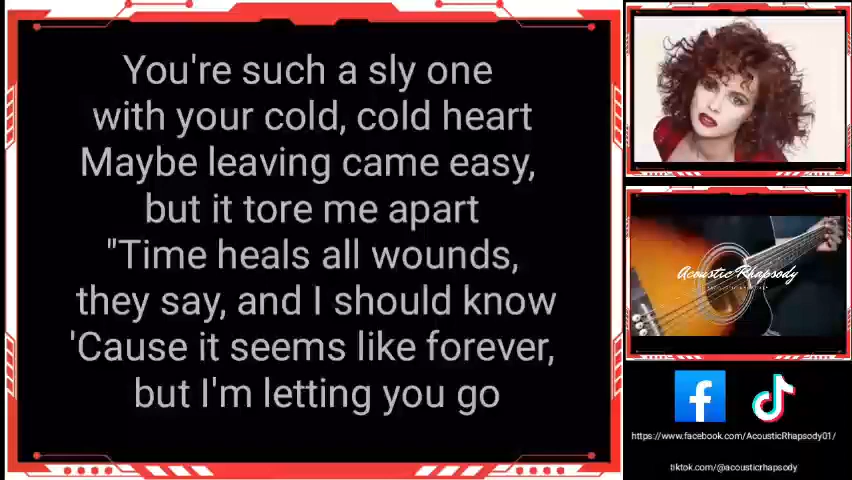 You're such a sly one
with your cold, cold heart
Maybe leaving came easy,
but it tore me apart
"Time heals all wounds,
they say, and I should know
'Cause it seems like forever,
but I'm letting you go
Acoustic Rhapsody
https://www.facebook.com/AcousticRhapsody01/
tiktok.com/@acousticrhapsody